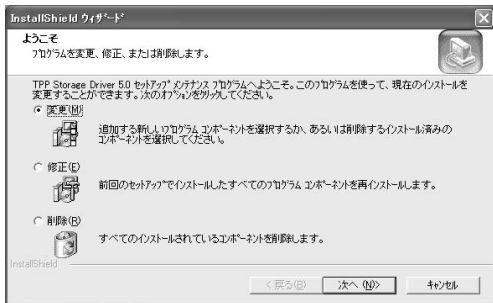 InstallShield ウィザード
ようこそ
プログラムを変更、修正、または削除します。
TPP Storage Driver 5.0 セットアップ メンテナンス プログラムへようこそ。このプログラムを使って、現在のインストールを
変更することができます。次のオプションをクリックしてください。
変更(M)
追加する新しいプログラム コンポーネントを選択するか、あるいは削除するインストール済みの
コンポーネントを選択してください。
修正(E)
前回のセットアップでインストールしたすべてのプログラム コンポーネントを再インストールします。
削除(R)
すべてのインストールされているコンポーネントを削除します。
InstallShield
< 戻る(B)
次へ (N)>
キャンセル